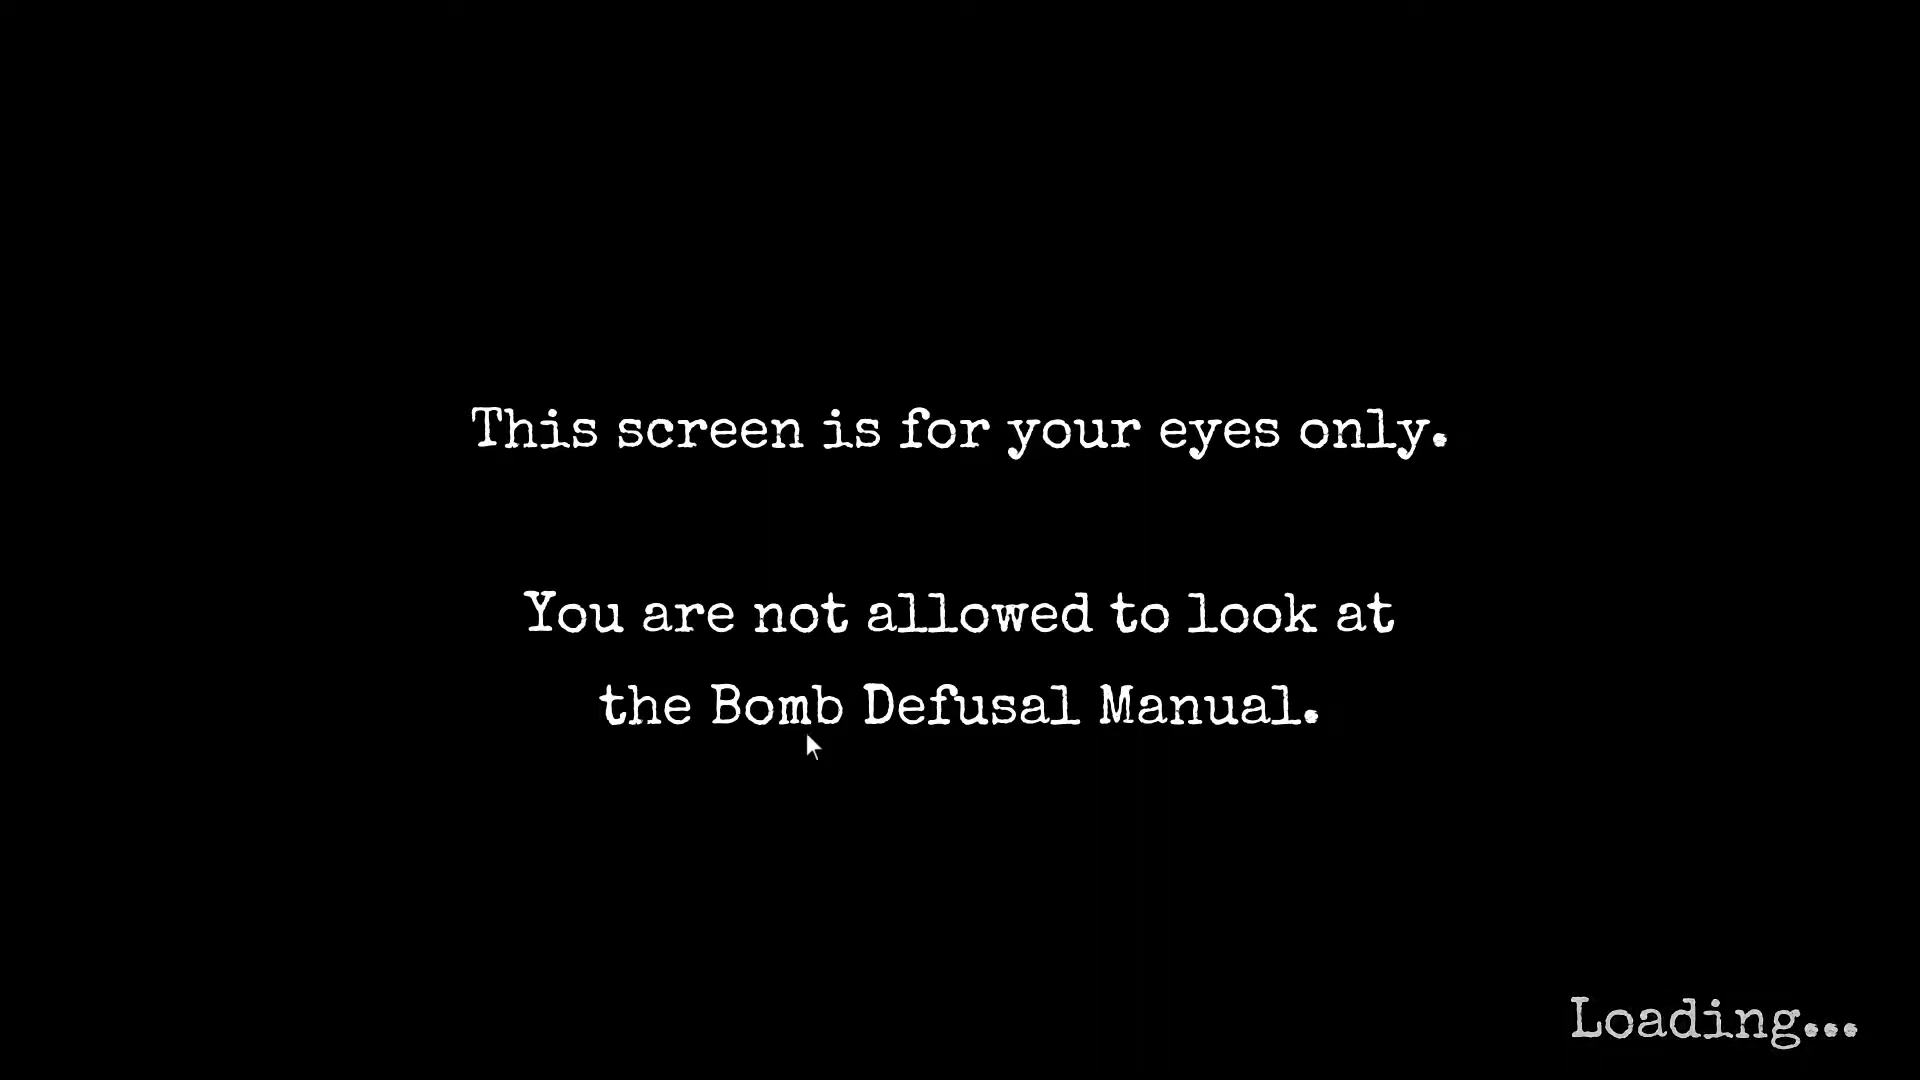 This screen is for your eyes only.
You are not allowed to look at
the Bomb Defusal Manual.
Loading...